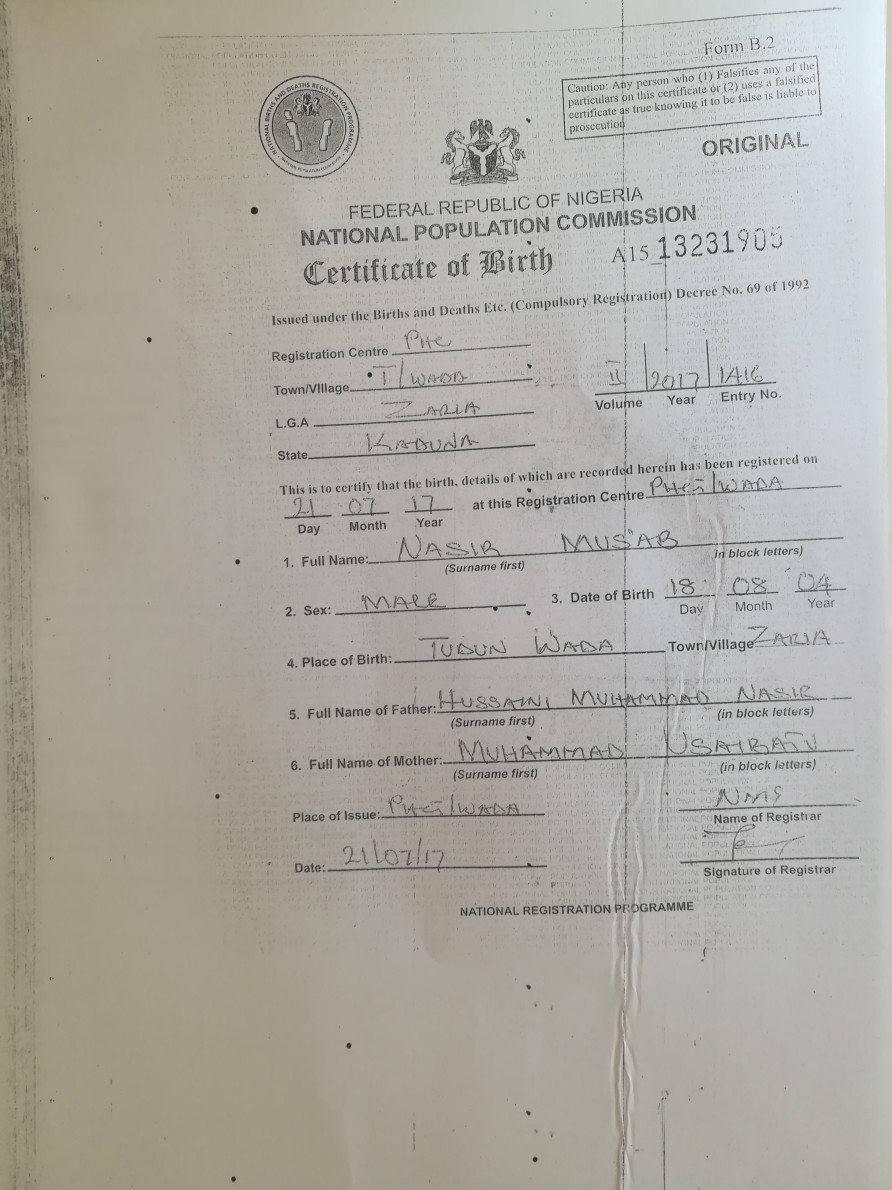 Form B.2
Caution: Any person who (1) Falsifies any of the
particulars on this certificate or (2) uses a falsified
certificate as true knowing it to be false is liable to
prosecution
NATIONAL BIRTHS AND DEATHS REGISTRATION PROGRAMME
ORIGINAL
FEDERAL REPUBLIC OF NIGERIA
NATIONAL POPULATION COMMISSION
Certificate of Birth A15 13231905
Issued under the Births and Deaths Etc. (Compulsory Registration) Decree No. 69 of 1992
Registration Centre PHC
Town/Village T/WADA
II 2017 1416
Volume Year Entry No.
L.G.A ZARIA
State KADUNA
This is to certify that the birth, details of which are recorded herein has been registered on
21 07 17 at this Registration Centre WADA
Day Month Year
1. Full Name: NASIR MUS'AB
(Surname first) in block letters)
2. Sex: MALE 3. Date of Birth 18 08 04
Day Month Year
4. Place of Birth: TUDUN WADA Town/Village ZARIA
5. Full Name of Father: HUSSAINI MUHAMMAD NASIR
(Surname first) (in block letters)
6. Full Name of Mother: MUHAMMAD USAIBATU
(Surname first) (in block letters)
Place of Issue: WADA NMS
Name of Registrar
Date: 21/07/17
Signature of Registrar
NATIONAL REGISTRATION PROGRAMME